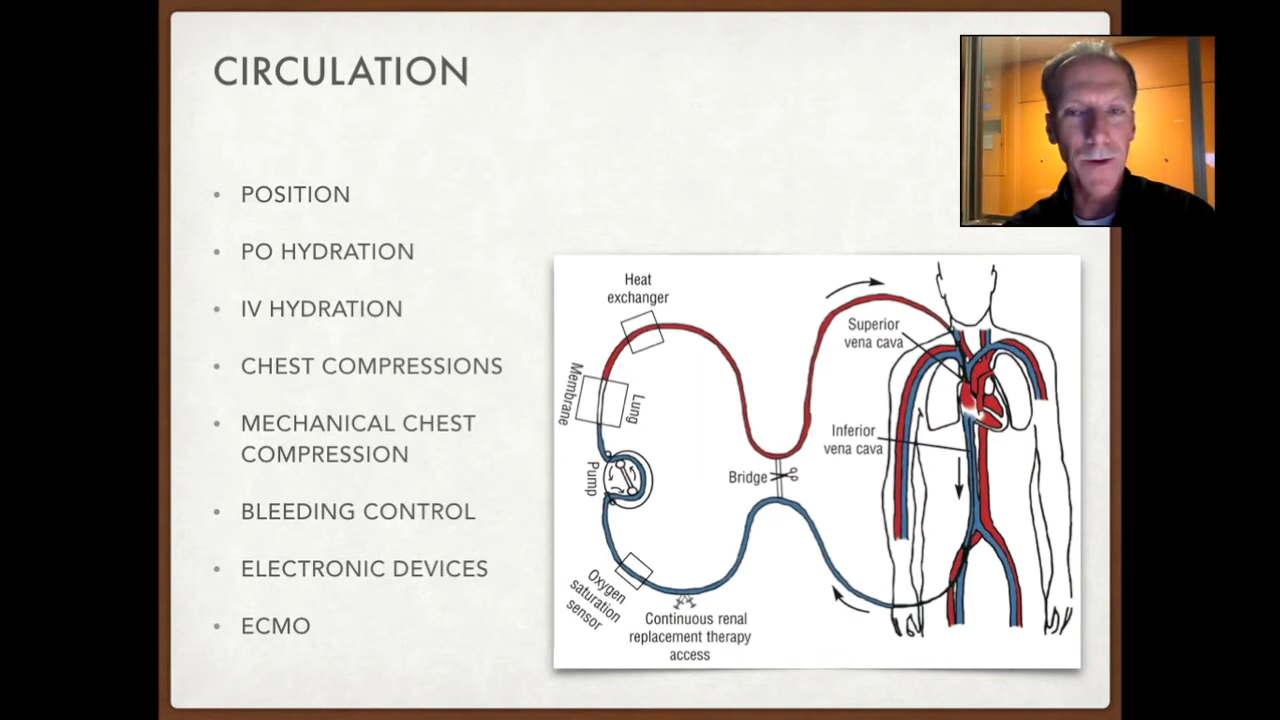 CIRCULATION
• POSITION
• PO HYDRATION
• IV HYDRATION
• CHEST COMPRESSIONS
• MECHANICAL CHEST
COMPRESSION
• BLEEDING CONTROL
• ELECTRONIC DEVICES
• ECMO
Heat
exchanger
Membrane
Lung
Pump
Oxygen
saturation
sensor
Continuous renal
replacement therapy
access
Bridge
Superior
vena cava
Inferior
vena cava